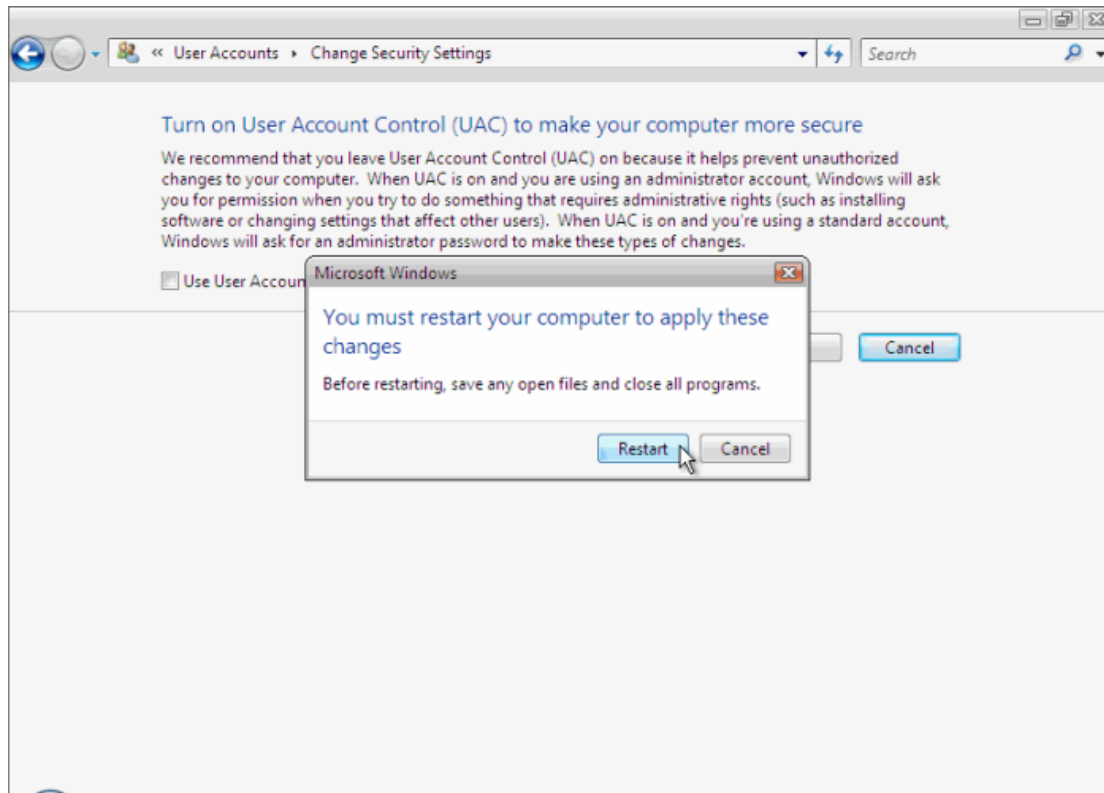 « User Accounts ▸ Change Security Settings
Search
Turn on User Account Control (UAC) to make your computer more secure
We recommend that you leave User Account Control (UAC) on because it helps prevent unauthorized
changes to your computer. When UAC is on and you are using an administrator account, Windows will ask
you for permission when you try to do something that requires administrative rights (such as installing
software or changing settings that affect other users). When UAC is on and you're using a standard account,
Windows will ask for an administrator password to make these types of changes.
Use User Accoun
Microsoft Windows
You must restart your computer to apply these
changes
Before restarting, save any open files and close all programs.
Restart Cancel
Cancel